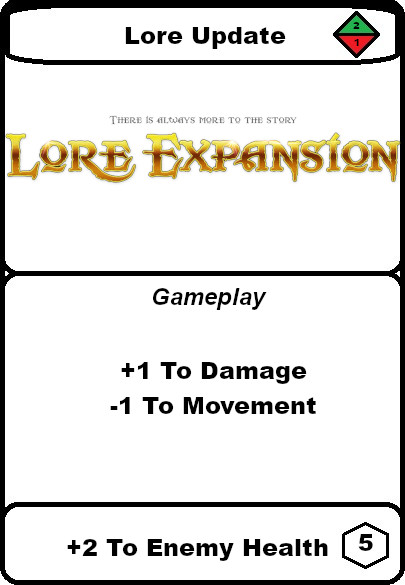 Lore Update
2
1
There is always more to the story
Lore Expansion
Gameplay
+1 To Damage
-1 To Movement
+2 To Enemy Health
5